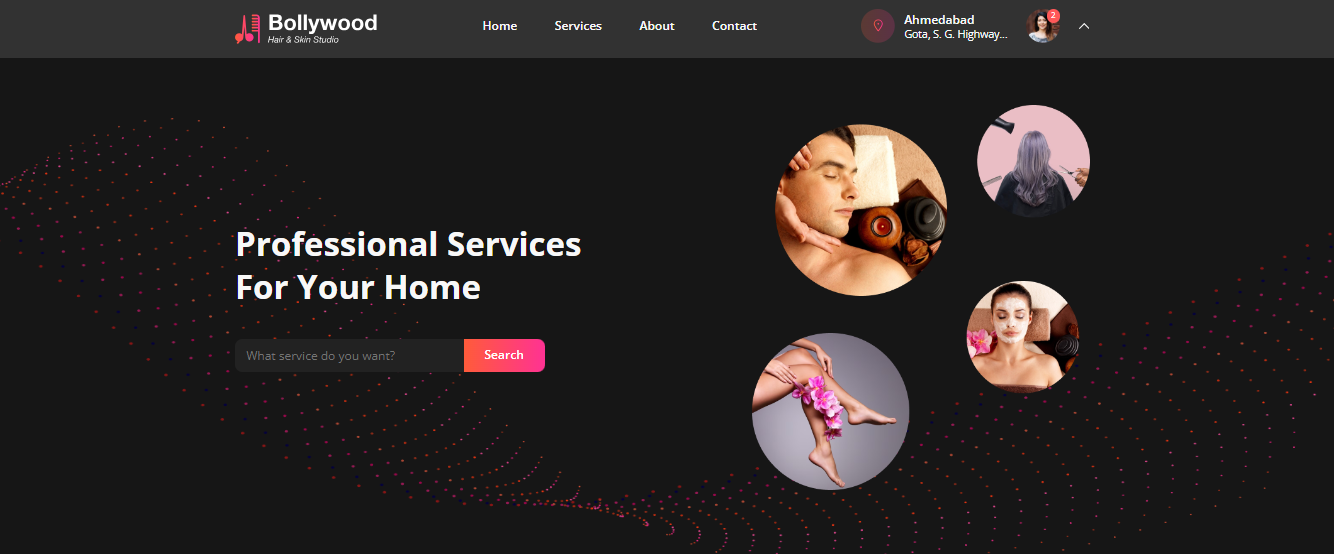 Bollywood
Hair & Skin Studio
Home
Services
About
Contact
Ahmedabad
Gota, S. G. Highway...
2
Professional Services
For Your Home
What service do you want?
Search